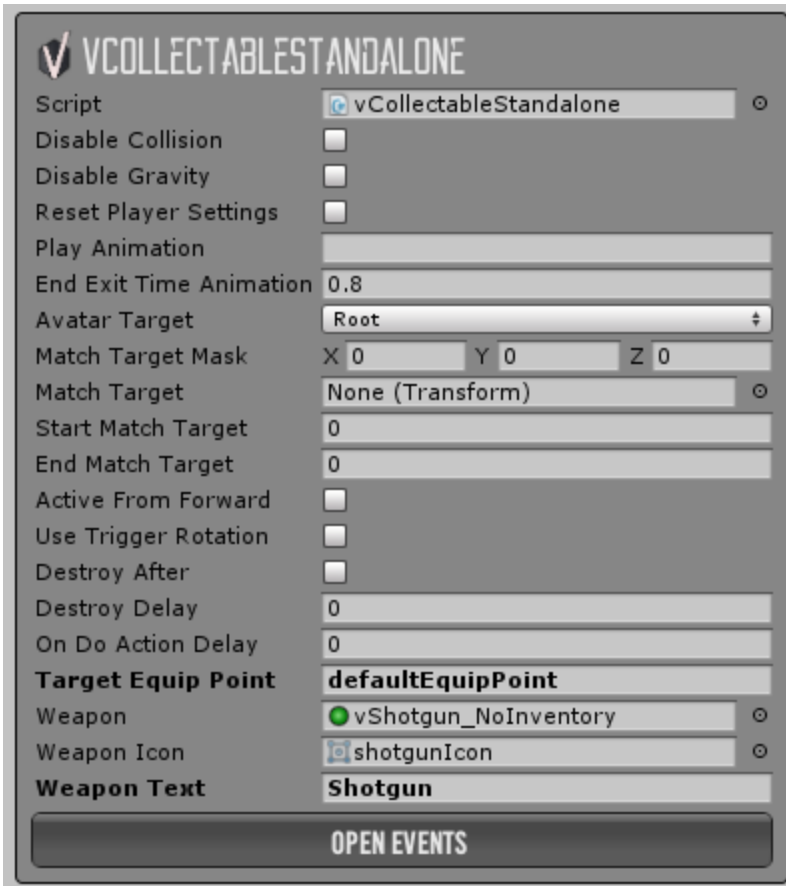 VCOLLECTABLESTANDALONE
Script vCollectableStandalone
Disable Collision
Disable Gravity
Reset Player Settings
Play Animation
End Exit Time Animation 0.8
Avatar Target Root
Match Target Mask X 0 Y 0 Z 0
Match Target None (Transform)
Start Match Target 0
End Match Target 0
Active From Forward
Use Trigger Rotation
Destroy After
Destroy Delay 0
On Do Action Delay 0
Target Equip Point defaultEquipPoint
Weapon vShotgun_NoInventory
Weapon Icon shotgunIcon
Weapon Text Shotgun
OPEN EVENTS